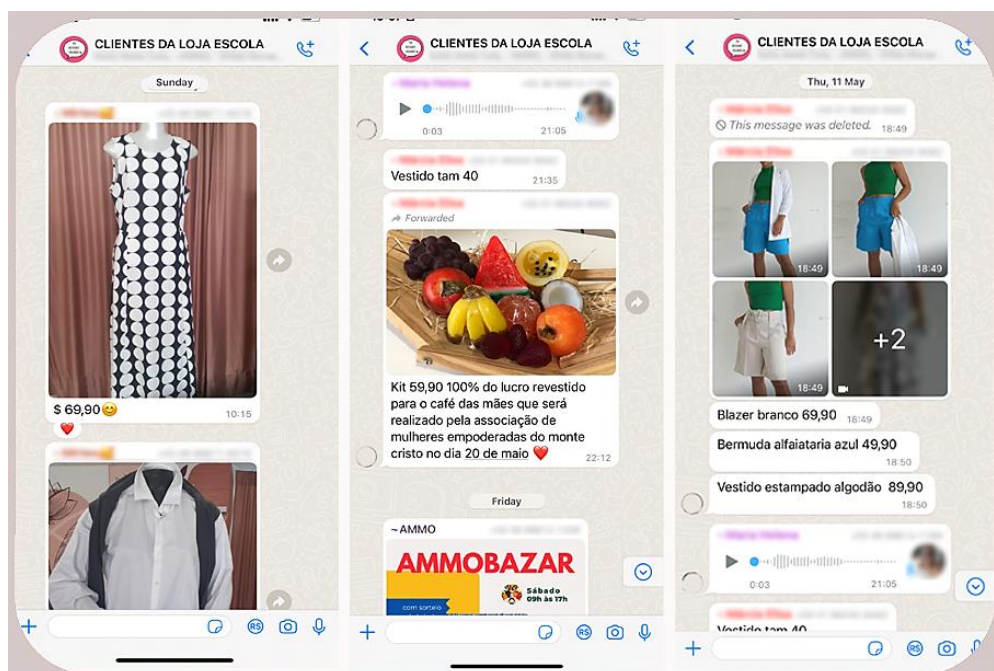 CLIENTES DA LOJA ESCOLA
Sunday
$ 69,90😊
10:15
❤️
R$
CLIENTES DA LOJA ESCOLA
0:03
21:05
Vestido tam 40
21:35
Forwarded
Kit 59,90 100% do lucro revestido
para o café das mães que será
realizado pela associação de
mulheres empoderadas do monte
cristo no dia 20 de maio ❤️
22:12
Friday
~AMMO
AMMOBAZAR
com sorteio
Sábado
09h às 17h
R$
CLIENTES DA LOJA ESCOLA
Thu, 11 May
This message was deleted. 18:49
18:49
18:49
18:49
+2
Blazer branco 69,90 18:49
Bermuda alfaiataria azul 49,90
18:50
Vestido estampado algodão 89,90
18:50
0:03
21:05
Vestido tam 40
R$